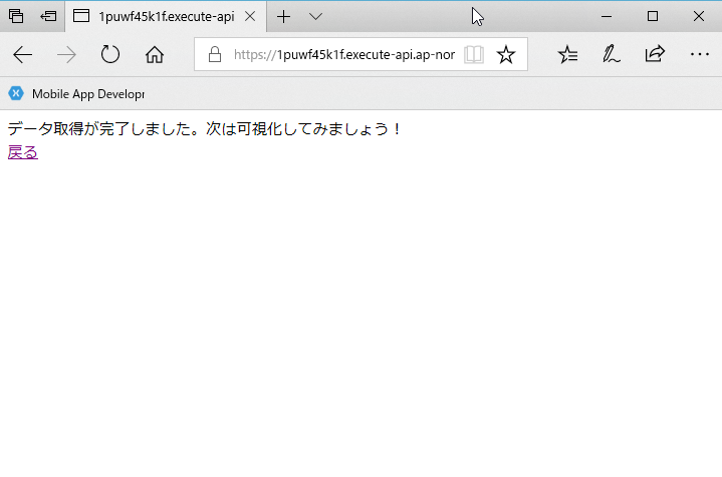 1puwf45k1f.execute-api
https://1puwf45k1f.execute-api.ap-nor
Mobile App Develop
データ取得が完了しました。次は可視化してみましょう！
戻る